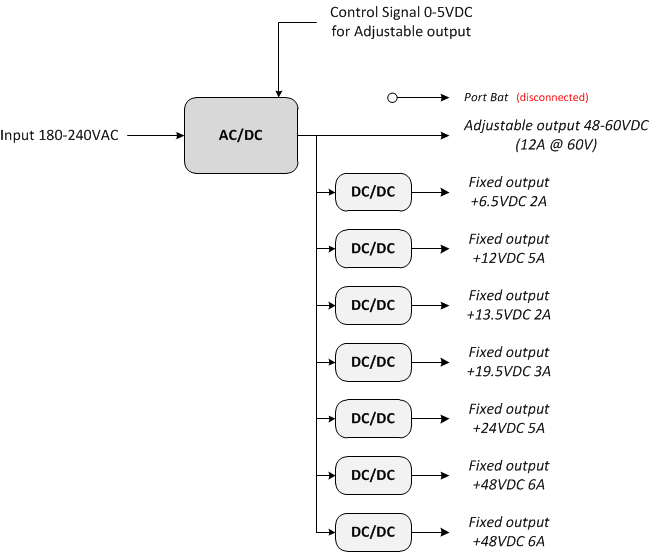 Control Signal 0-5VDC
for Adjustable output
Port Bat (disconnected)
Input 180-240VAC
AC/DC
Adjustable output 48-60VDC
(12A @ 60V)
DC/DC
Fixed output
+6.5VDC 2A
DC/DC
Fixed output
+12VDC 5A
DC/DC
Fixed output
+13.5VDC 2A
DC/DC
Fixed output
+19.5VDC 3A
DC/DC
Fixed output
+24VDC 5A
DC/DC
Fixed output
+48VDC 6A
DC/DC
Fixed output
+48VDC 6A